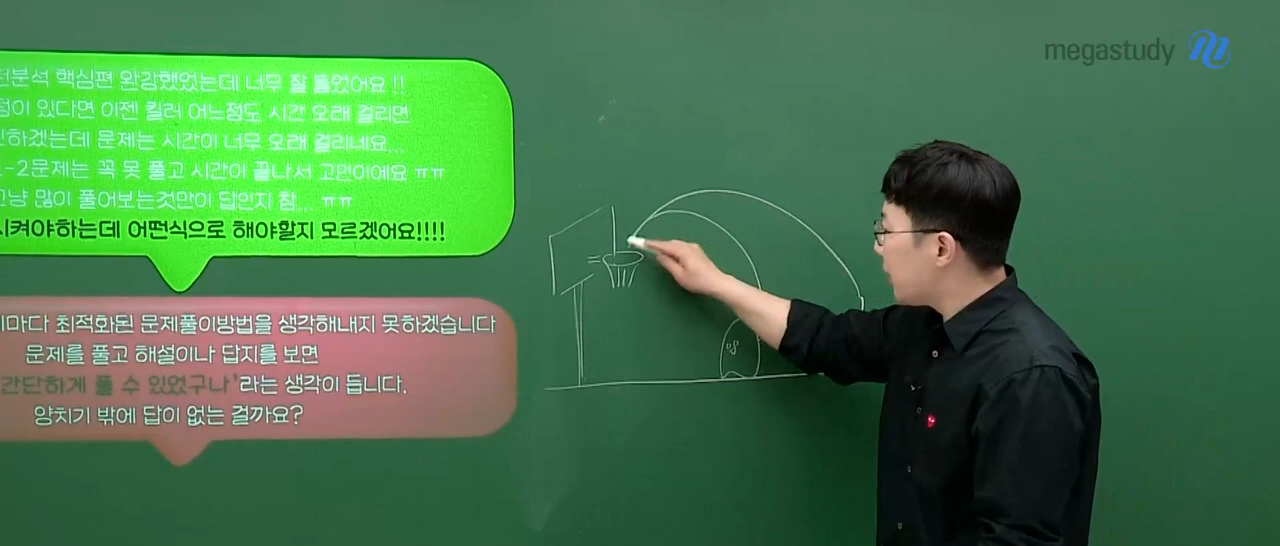 megastudy
분석 핵심편 완강했었는데 너무 잘 들었어요 !!
있다면 이젠 킬러 어느정도 시간 오래 걸리면
문제는 시간이 너무 오래 걸리네요...
-2문제는 꼭 못 풀고 시간이 끝나서 고민이에요 ㅠㅠ
많이 풀어보는것만이 답인지 참... ㅠㅠ
시켜야하는데 어떤식으로 해야할지 모르겠어요!!!!
마다 최적화된 문제풀이방법을 생각해내지 못하겠습니다
문제를 풀고 해설이나 답지를 보면
간단하게 풀 수 있었구나'라는 생각이 듭니다.
양치기 밖에 답이 없는 걸까요?